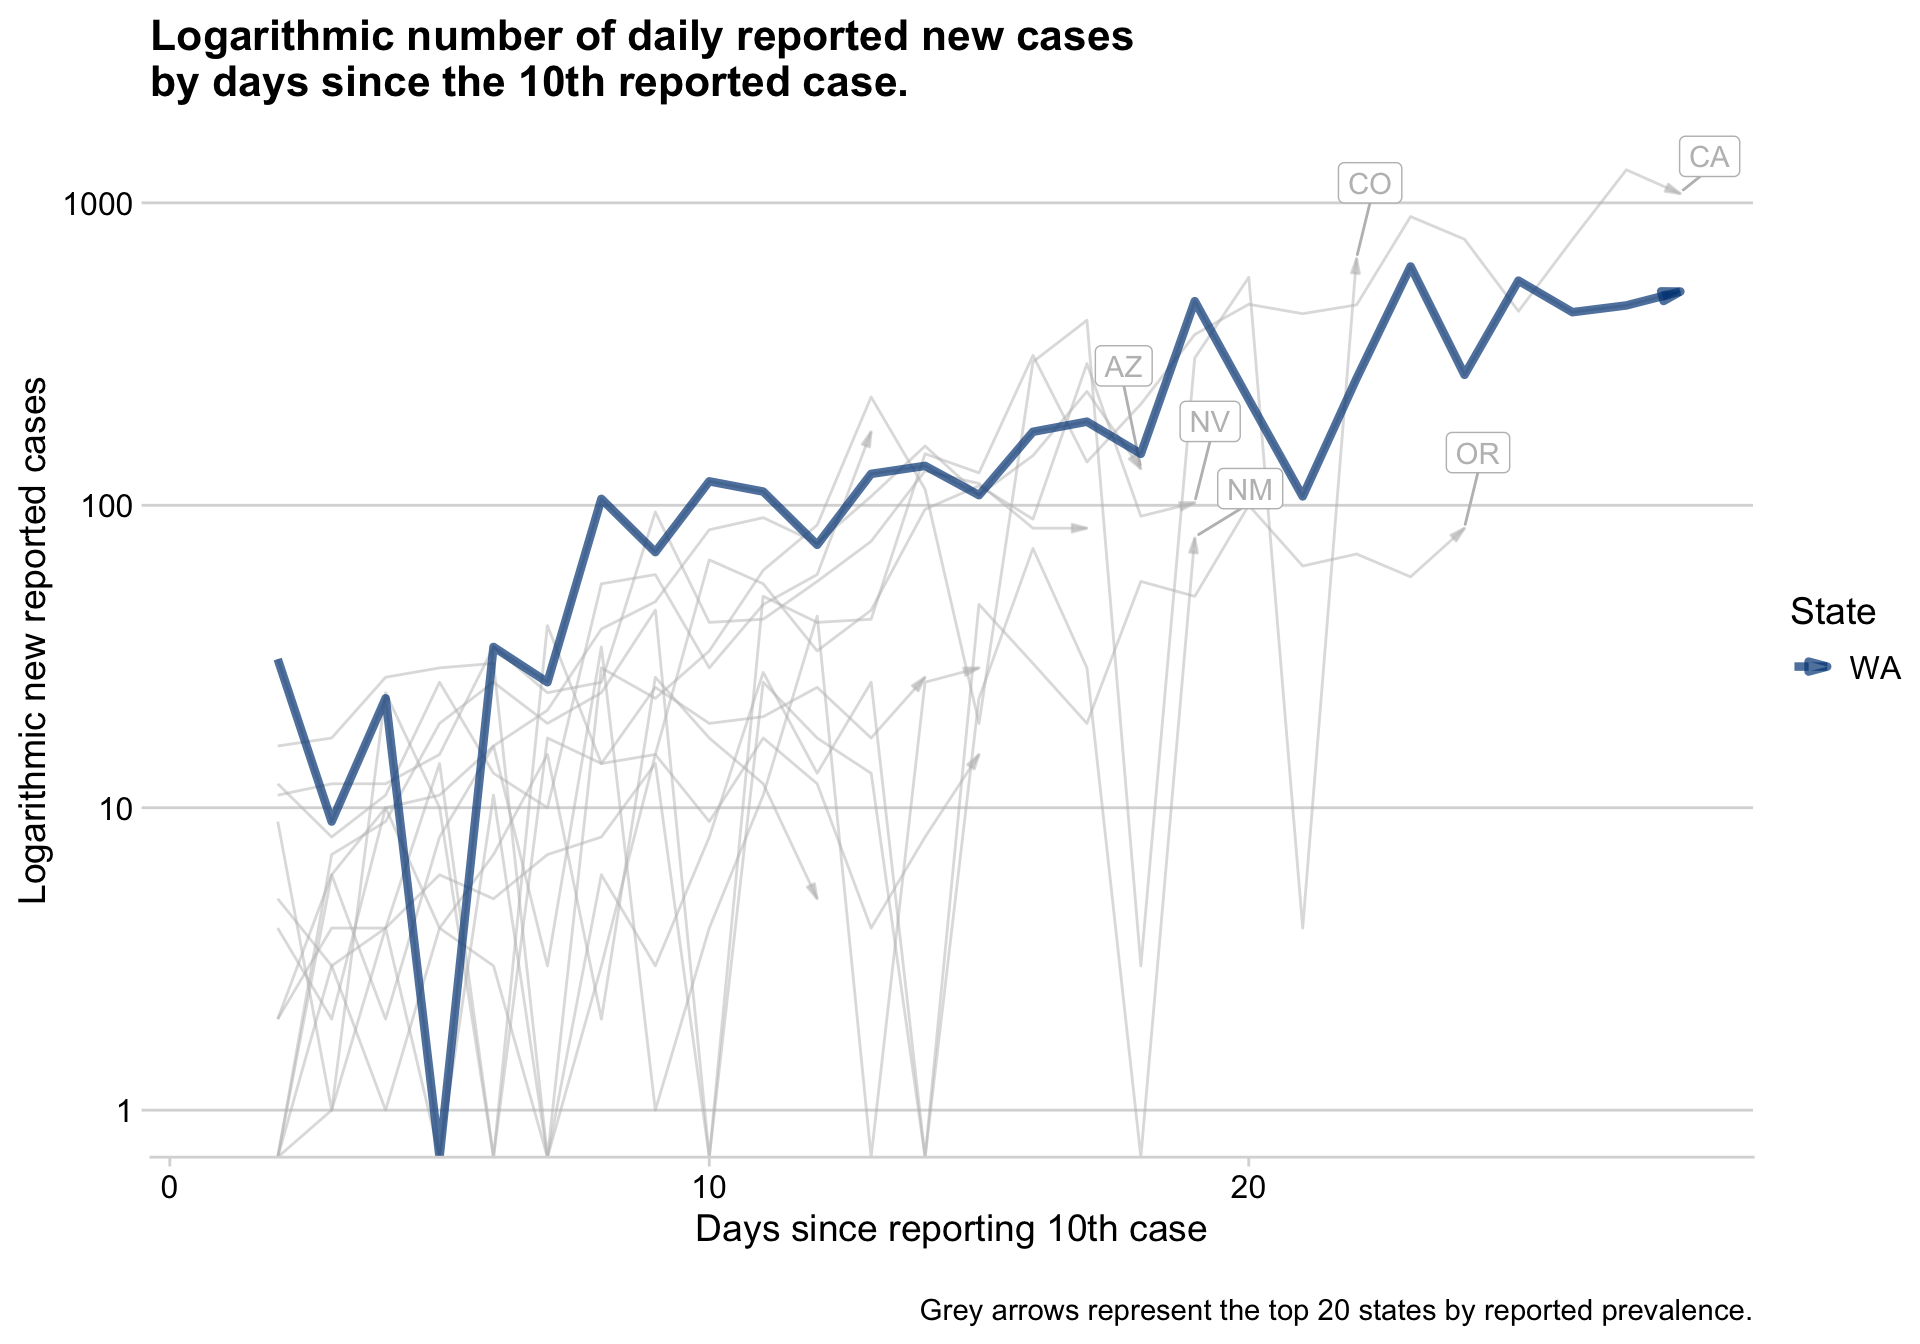 Logarithmic number of daily reported new cases
by days since the 10th reported case.
Logarithmic new reported cases
1000
100
10
1
CA
CO
AZ
NV
OR
NM
State
WA
0
10
20
Days since reporting 10th case
Grey arrows represent the top 20 states by reported prevalence.